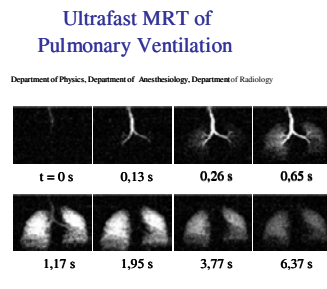 Ultrafast MRT of
Pulmonary Ventilation
Department of Physics, Department of Anesthesiology, Department of Radiology
t = 0 s 0,13 s 0,26 s 0,65 s
1,17 s 1,95 s 3,77 s 6,37 s